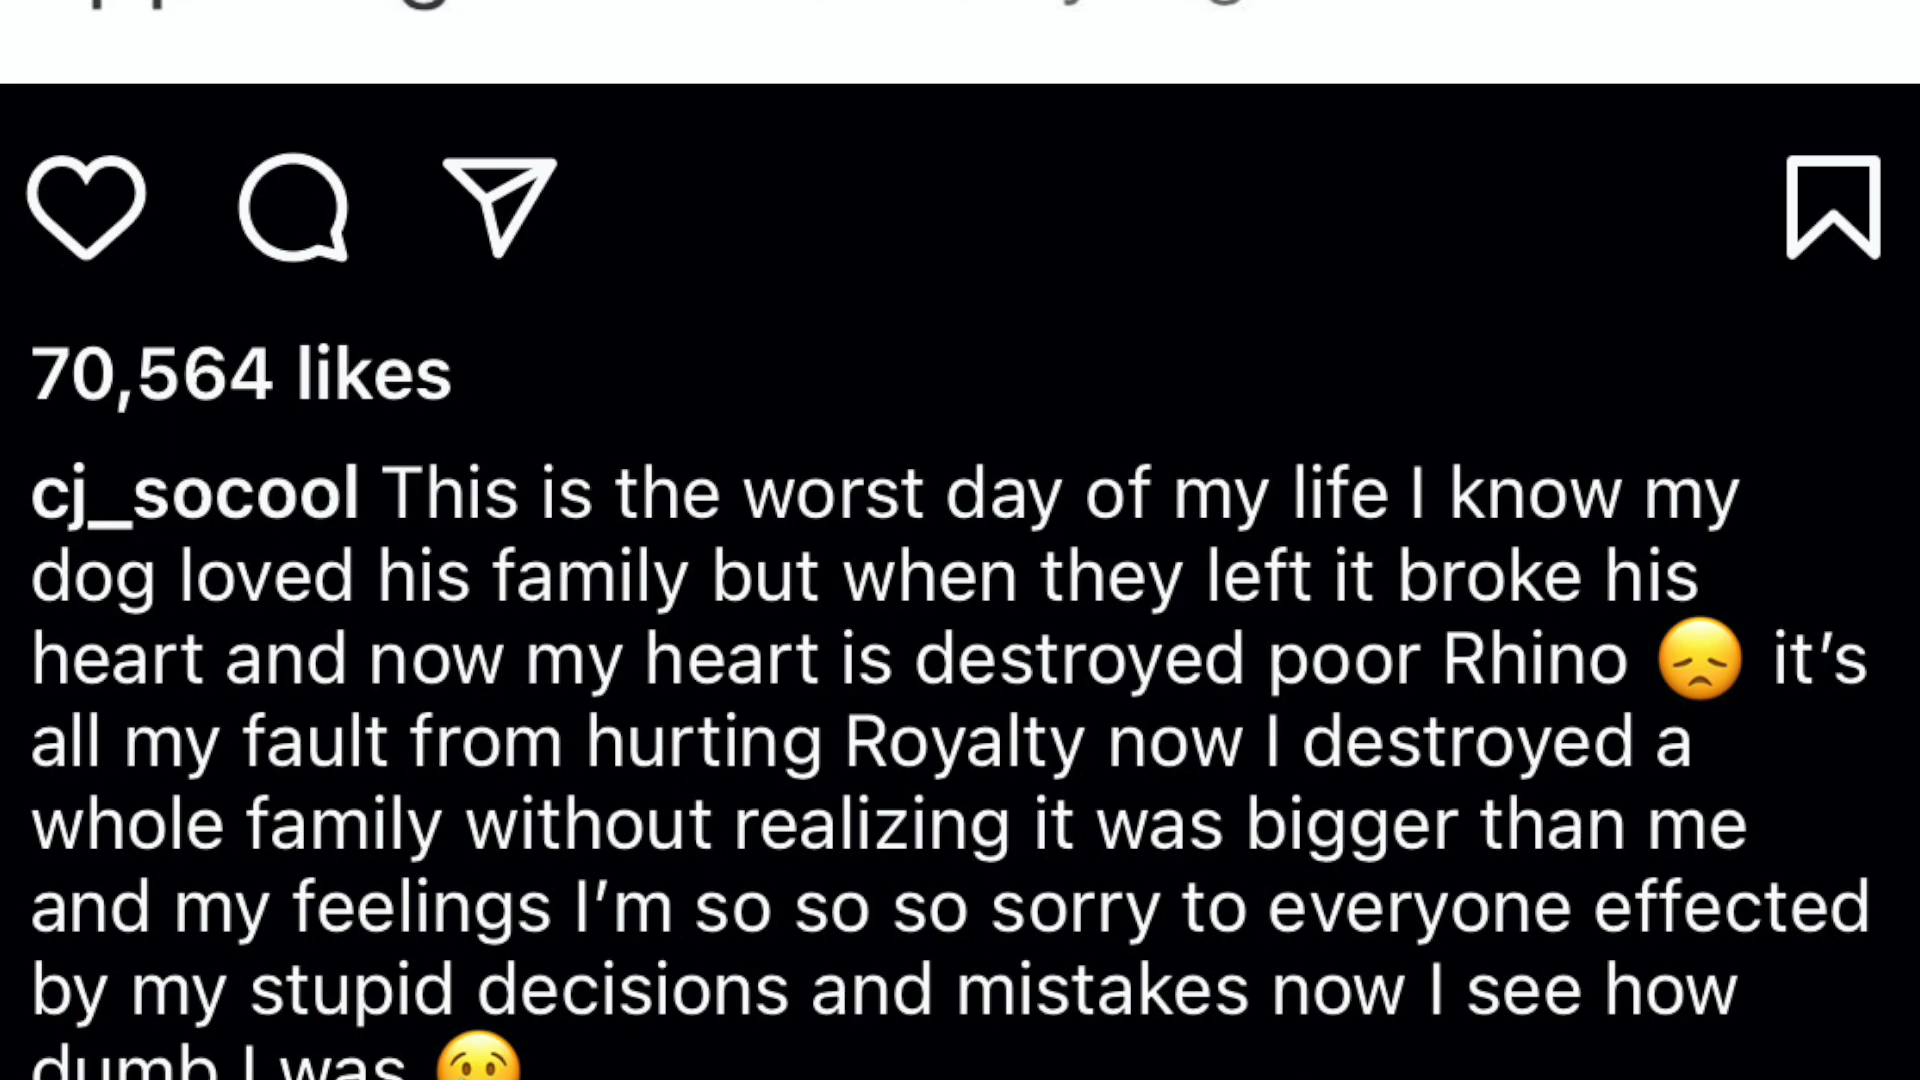 70,564 likes
cj_socool This is the worst day of my life I know my
dog loved his family but when they left it broke his
heart and now my heart is destroyed poor Rhino 😞 it’s
all my fault from hurting Royalty now I destroyed a
whole family without realizing it was bigger than me
and my feelings I’m so so so sorry to everyone effected
by my stupid decisions and mistakes now I see how
dumb I was 😢